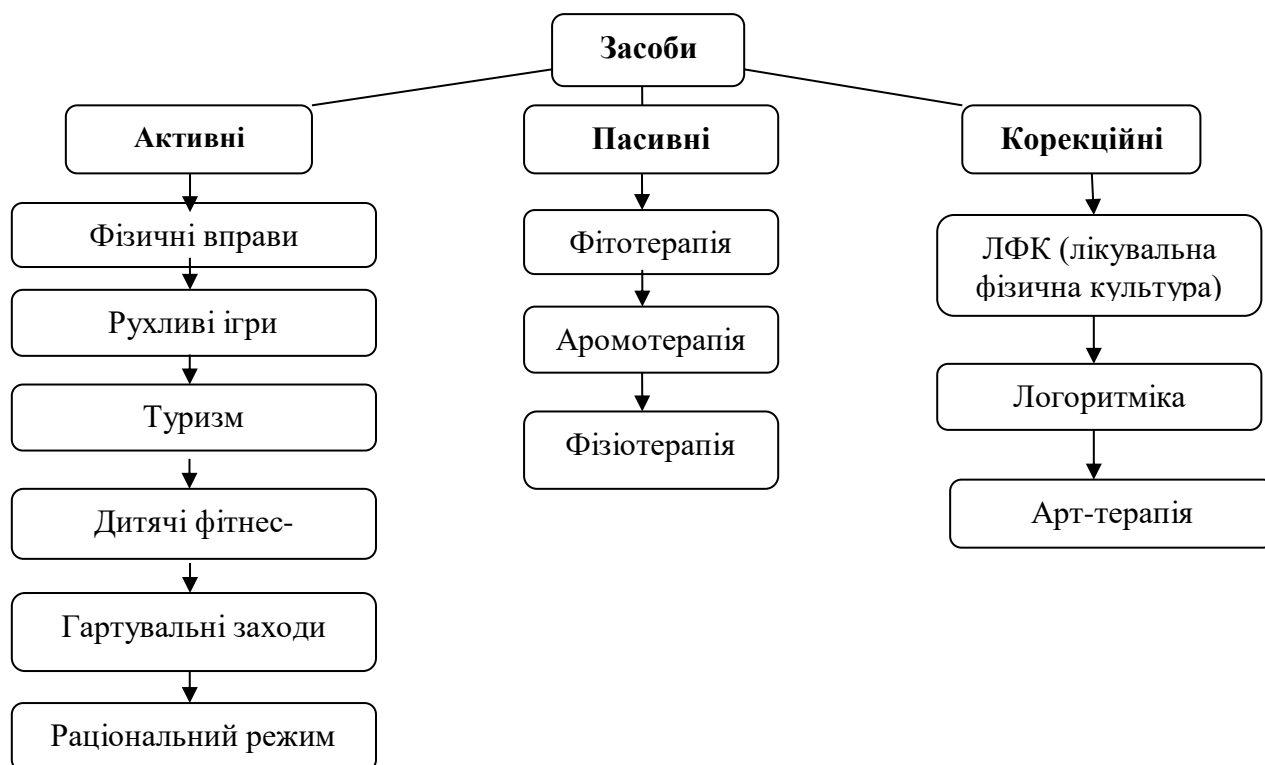 Засоби
Активні
Фізичні вправи
Рухливі ігри
Туризм
Дитячі фітнес-
Гартувальні заходи
Раціональний режим
Пасивні
Фітотерапія
Аромотерапія
Фізіотерапія
Корекційні
ЛФК (лікувальна
фізична культура)
Логоритміка
Арт-терапія